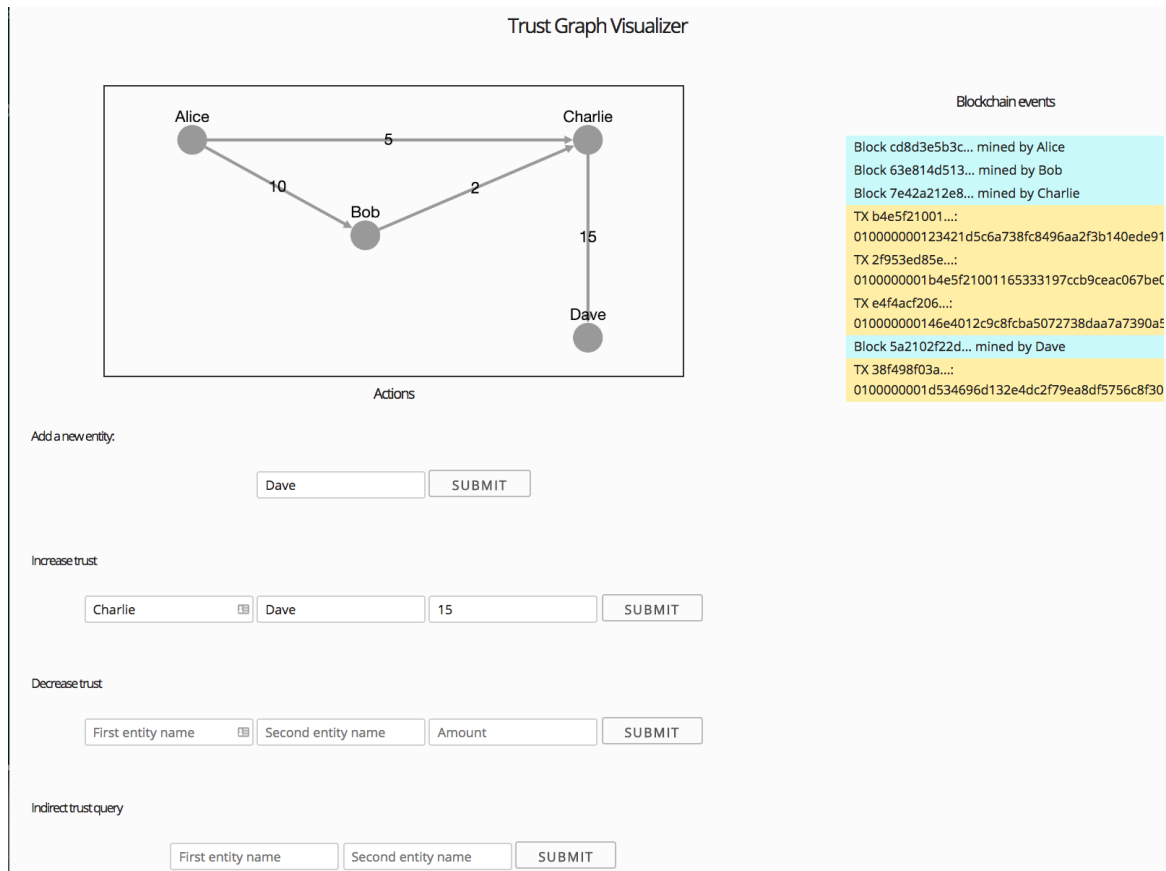 Trust Graph Visualizer
Alice
Charlie
5
10
2
Bob
15
Dave
Actions
Blockchain events
Block cd8d3e5b3c... mined by Alice
Block 63e814d513... mined by Bob
Block 7e42a212e8... mined by Charlie
TX b4e5f21001...:
010000000123421d5c6a738fc8496aa2f3b140ede91
TX 2f953ed85e...:
0100000001b4e5f21001165333197ccb9ceac067be0
TX e4f4acf206...:
010000000146e4012c9c8fcba5072738daa7a7390a5
Block 5a2102f22d... mined by Dave
TX 38f498f03a...:
0100000001d534696d132e4dc2f79ea8df5756c8f30
Add a new entity:
Dave SUBMIT
Increase trust
Charlie Dave 15 SUBMIT
Decrease trust
First entity name Second entity name Amount SUBMIT
Indirect trust query
First entity name Second entity name SUBMIT